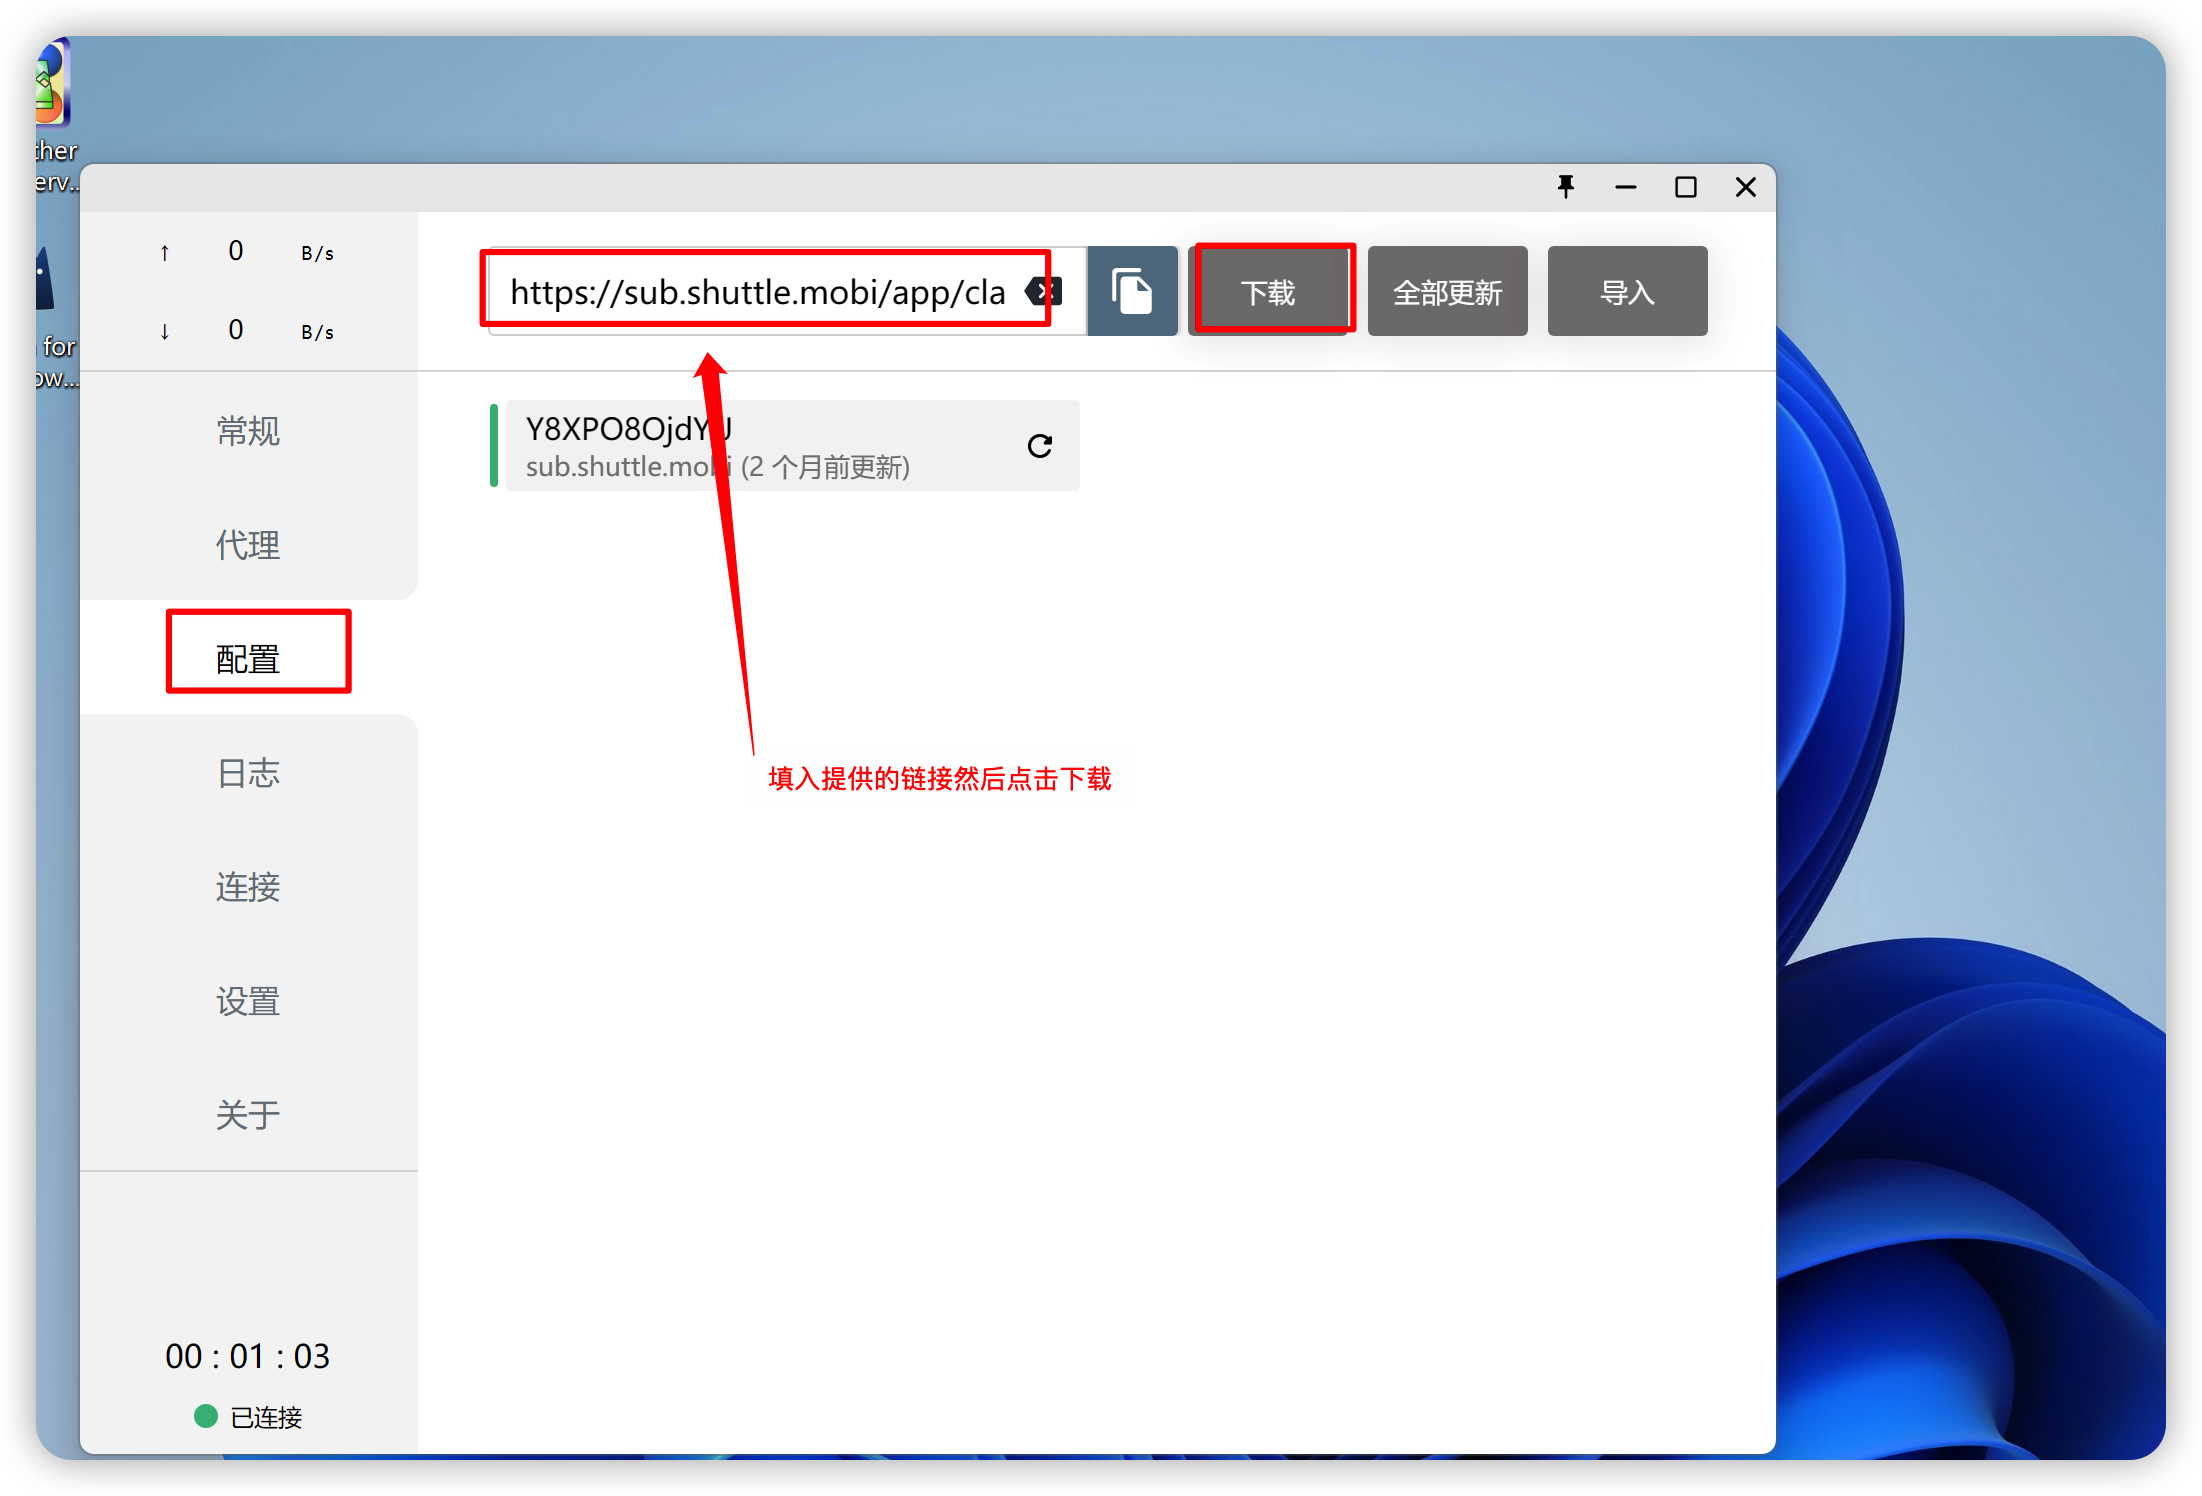 ther
erv...
for
ow...
↑ 0 B/s
↓ 0 B/s
https://sub.shuttle.mobi/app/cla
下载
全部更新
导入
常规
代理
配置
日志
连接
设置
关于
Y8XPO8OjdY
sub.shuttle.mobi (2 个月前更新)
填入提供的链接然后点击下载
00 : 01 : 03
已连接